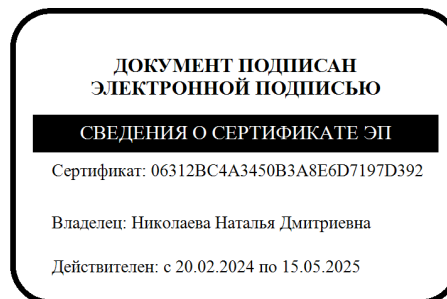 ДОКУМЕНТ ПОДПИСАН
ЭЛЕКТРОННОЙ ПОДПИСЬЮ
СВЕДЕНИЯ О СЕРТИФИКАТЕ ЭП
Сертификат: 06312BC4A3450B3A8E6D7197D392
Владелец: Николаева Наталья Дмитриевна
Действителен: с 20.02.2024 по 15.05.2025